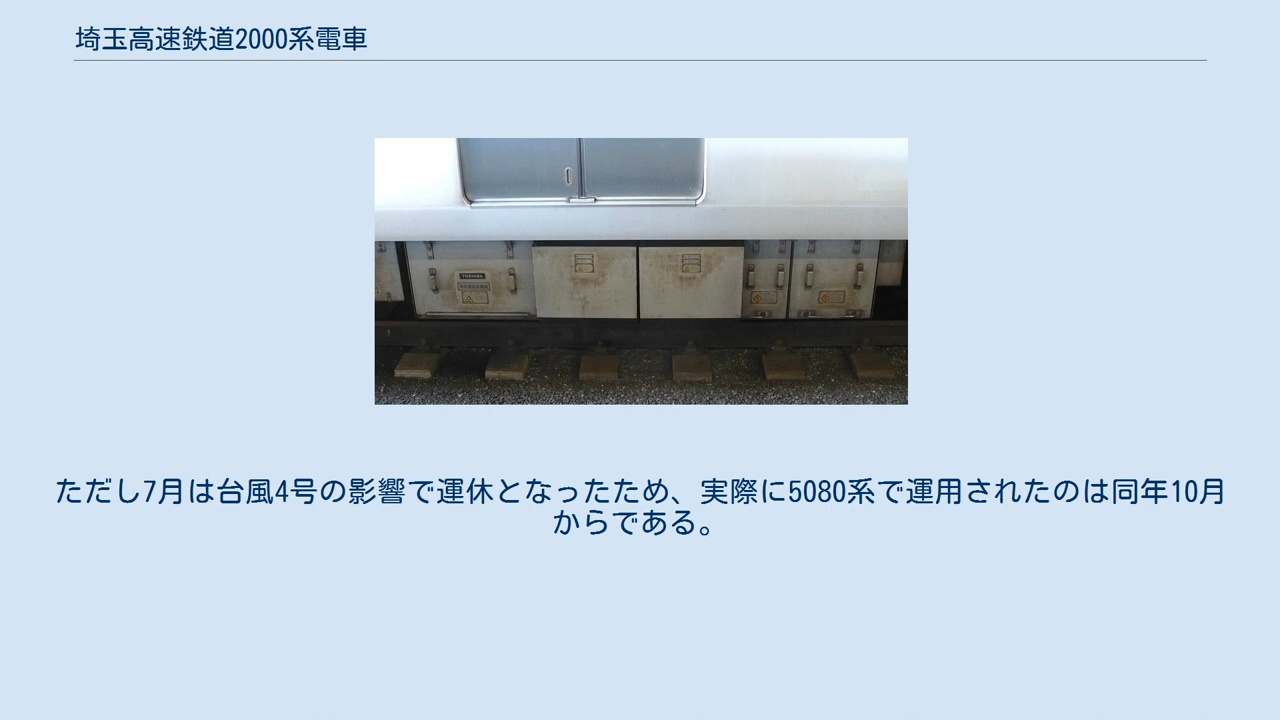 埼玉高速鉄道2000系電車
TOSHIBA
ただし7月は台風4号の影響で運休となったため、実際に5080系で運用されたのは同年10月
からである。